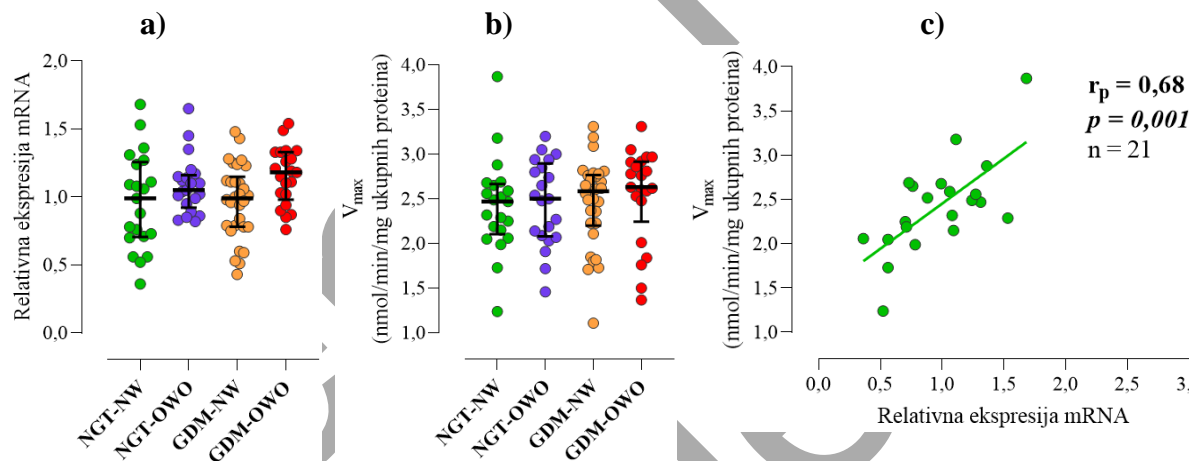 a)
Relativna ekspresija mRNA
2,0
1,5
1,0
0,5
0,0
NGT-NW
NGT-OWO
GDM-NW
GDM-OWO
b)
V_max
(nmol/min/mg ukupnih proteina)
4,0
3,5
3,0
2,5
2,0
1,5
1,0
NGT-NW
NGT-OWO
GDM-NW
GDM-OWO
c)
V_max
(nmol/min/mg ukupnih proteina)
4,0
3,5
3,0
2,5
2,0
1,5
1,0
r_p = 0,68
p = 0,001
n = 21
0,0 0,5 1,0 1,5 2,0 2,5 3,
Relativna ekspresija mRNA